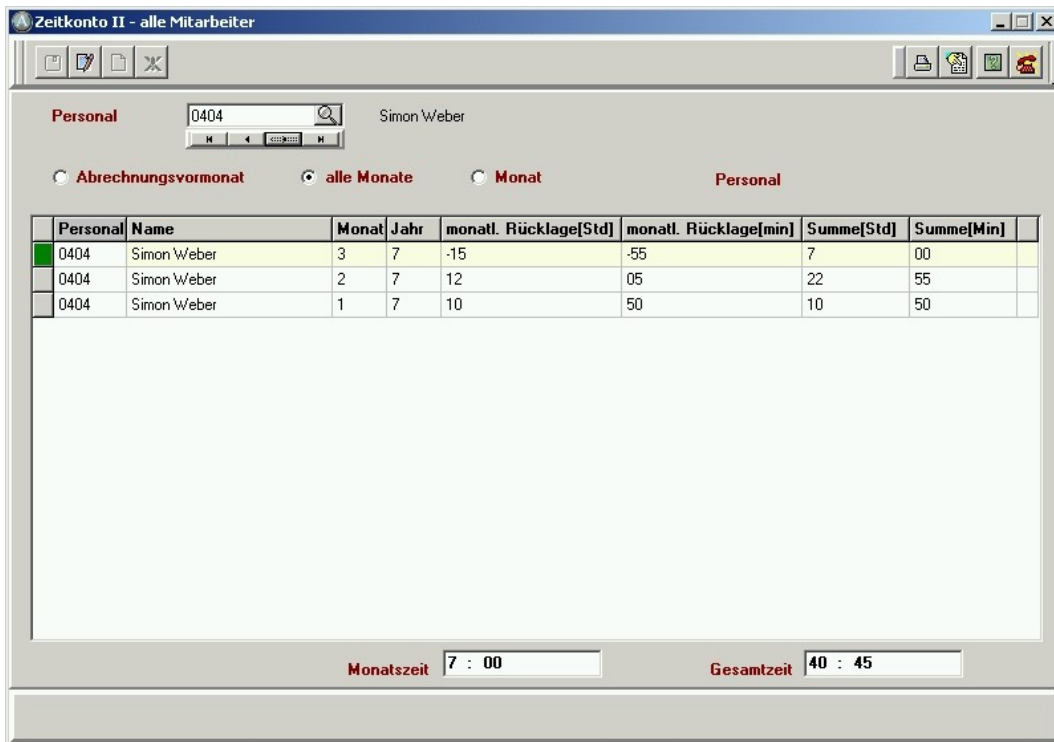 Zeitkonto II - alle Mitarbeiter
Personal 0404 Simon Weber
Abrechnungsvormonat alle Monate Monat Personal
Personal Name Monat Jahr monatl. Rücklage[Std] monatl. Rücklage[min] Summe[Std] Summe[Min]
0404 Simon Weber 3 7 -15 -55 7 00
0404 Simon Weber 2 7 12 05 22 55
0404 Simon Weber 1 7 10 50 10 50
Monatszeit 7 : 00 Gesamtzeit 40 : 45